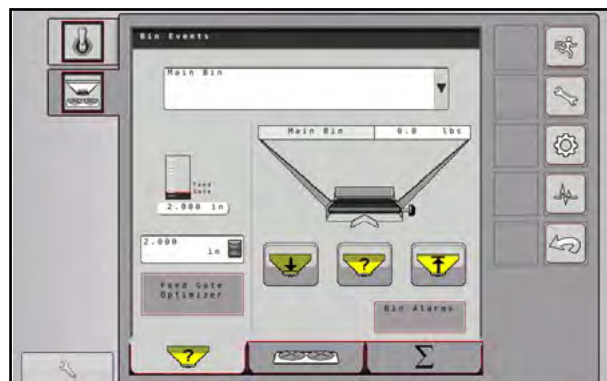 Bin Events
Main Bin
Main Bin 0.0 lbs
Feed
Gate
2.000 in
2.000
in
?
Feed Gate
Optimizer
Bin Alarms
?
Σ